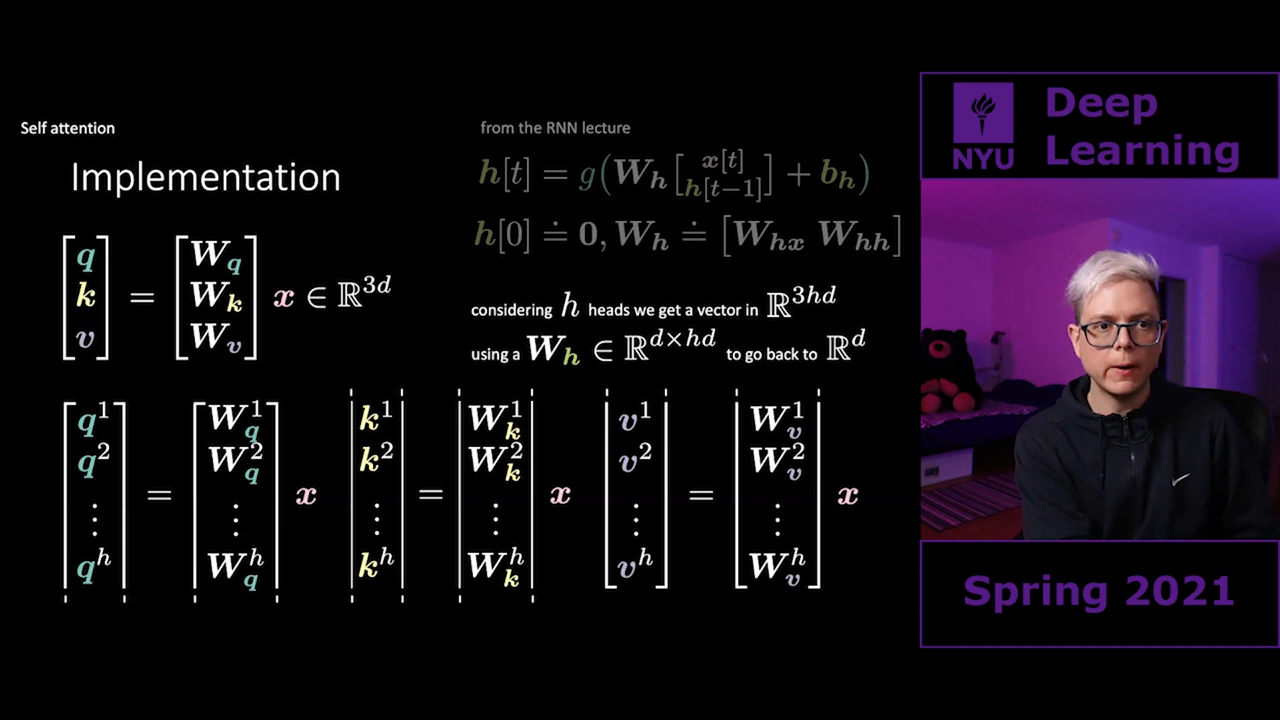 Self attention
Implementation
from the RNN lecture
h[t] = g(W_h [x[t] h[t−1]] + b_h)
h[0] ≐ 0, W_h ≐ [W_hx W_hh]
[q k v] = [W_q W_k W_v] x ∈ ℝ^3d
considering h heads we get a vector in ℝ^3hd
using a W_h ∈ ℝ^d×hd to go back to ℝ^d
[q^1 q^2 ⋮ q^h] = [W_q^1 W_q^2 ⋮ W_q^h] x
[k^1 k^2 ⋮ k^h] = [W_k^1 W_k^2 ⋮ W_k^h] x
[v^1 v^2 ⋮ v^h] = [W_v^1 W_v^2 ⋮ W_v^h] x
NYU
Deep
Learning
Spring 2021